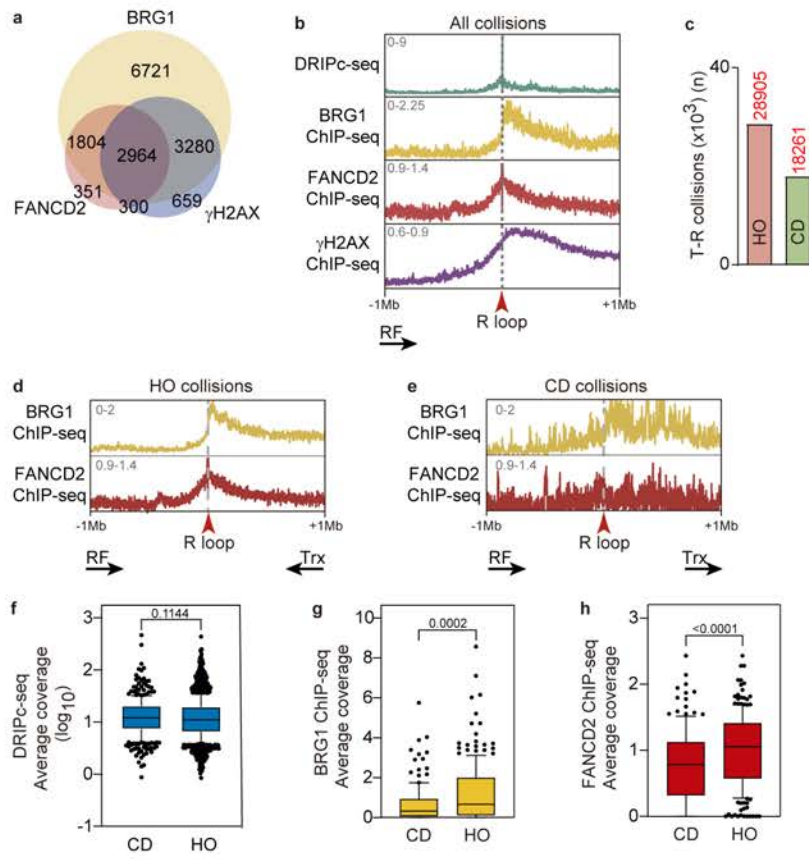 a
BRG1
6721
1804
2964
3280
351
300
659
FANCD2
γH2AX
b
All collisions
DRIPc-seq
0-9
BRG1
ChIP-seq
0-2.25
FANCD2
ChIP-seq
0.9-1.4
γH2AX
ChIP-seq
0.6-0.9
-1Mb
+1Mb
R loop
RF
c
T-R collisions (x10³) (n)
40
0
28905
18261
HO
CD
d
HO collisions
BRG1
ChIP-seq
0-2
FANCD2
ChIP-seq
0.9-1.4
-1Mb
+1Mb
R loop
RF
Trx
e
CD collisions
BRG1
ChIP-seq
0-2
FANCD2
ChIP-seq
0.9-1.4
-1Mb
+1Mb
R loop
RF
Trx
f
DRIPc-seq
Average coverage
(log10)
3
2
1
0
-1
0.1144
CD
HO
g
BRG1 ChIP-seq
Average coverage
10
8
6
4
2
0
0.0002
CD
HO
h
FANCD2 ChIP-seq
Average coverage
3
2
1
0
<0.0001
CD
HO